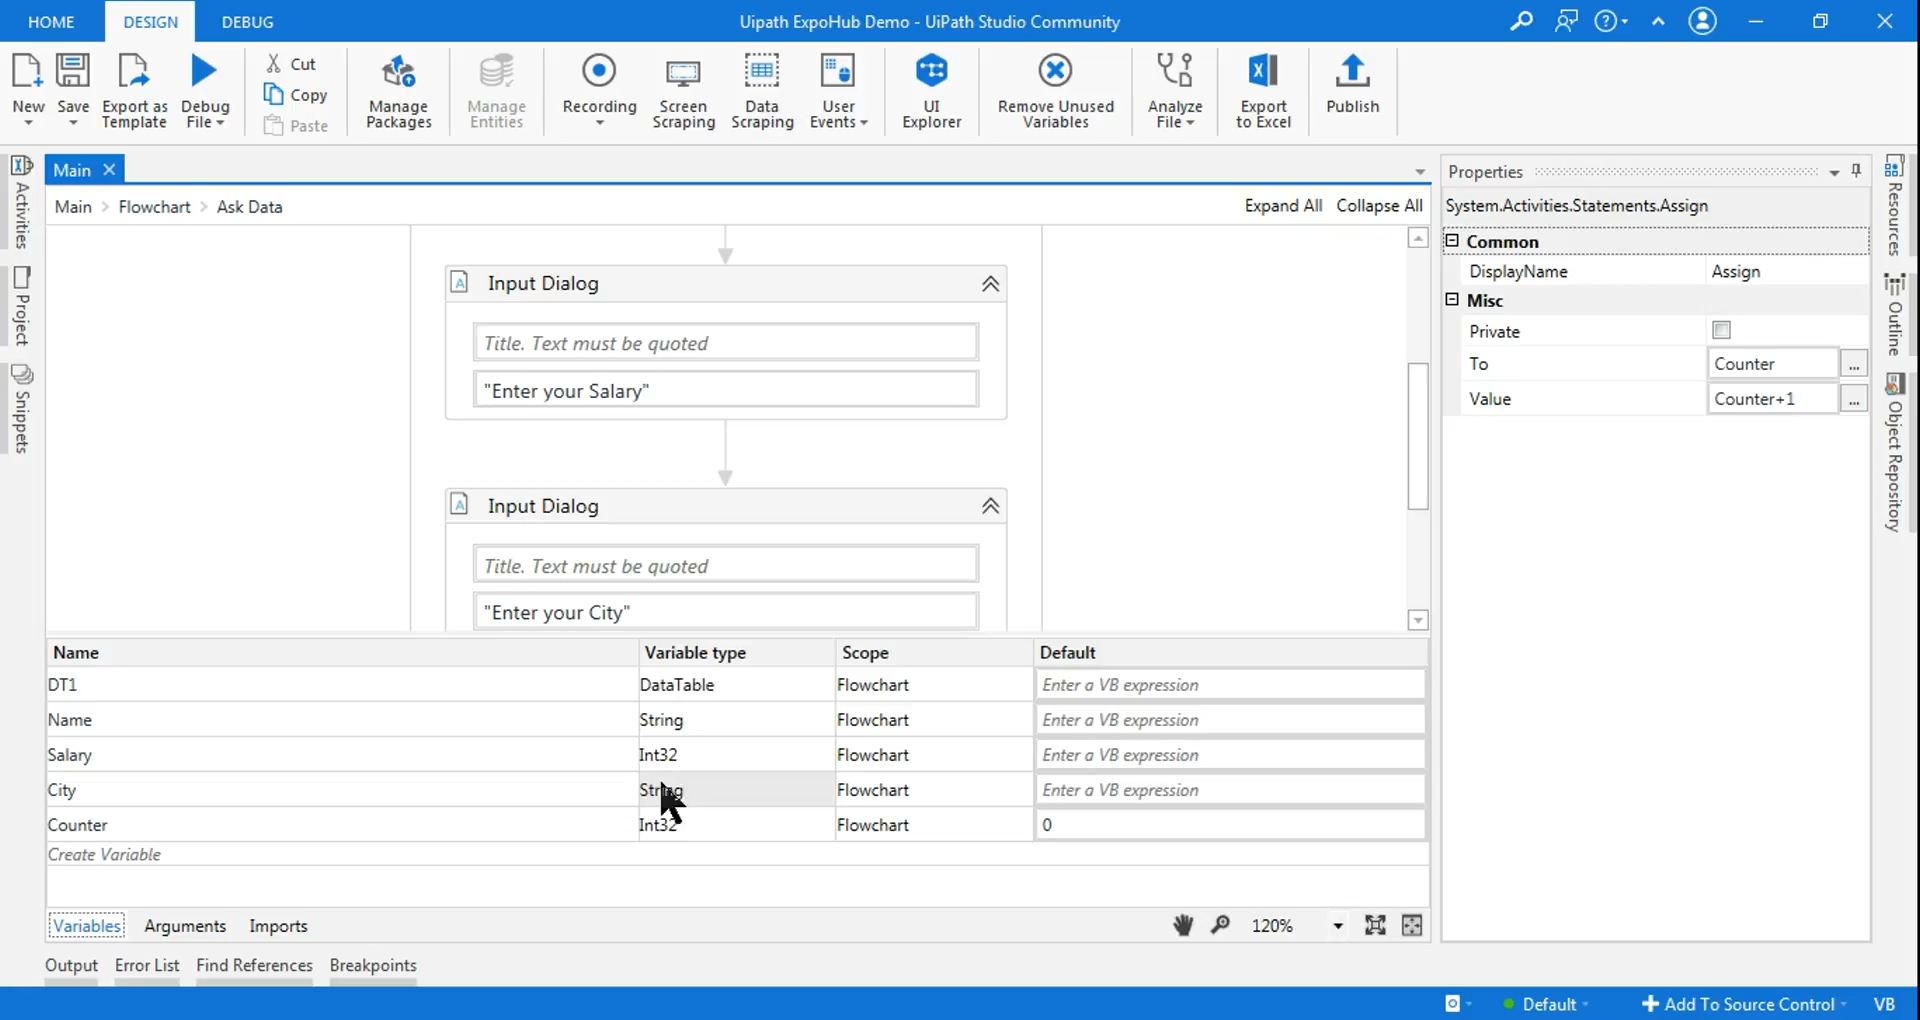 HOME DESIGN DEBUG Uipath ExpoHub Demo - UiPath Studio Community
New Save Export as Template Debug File Cut Copy Paste Manage Packages Manage Entities Recording Screen Scraping Data Scraping User Events UI Explorer Remove Unused Variables Analyze File Export to Excel Publish
Activities
Project
Snippets
Main
Main > Flowchart > Ask Data Expand All Collapse All
Input Dialog
Title. Text must be quoted
"Enter your Salary"
Input Dialog
Title. Text must be quoted
"Enter your City"
Name Variable type Scope Default
DT1 DataTable Flowchart Enter a VB expression
Name String Flowchart Enter a VB expression
Salary Int32 Flowchart Enter a VB expression
City String Flowchart Enter a VB expression
Counter Int32 Flowchart 0
Create Variable
Variables Arguments Imports 120%
Output Error List Find References Breakpoints
Properties
System.Activities.Statements.Assign
Common
DisplayName Assign
Misc
Private
To Counter ...
Value Counter+1 ...
Resources
Outline
Object Repository
Default Add To Source Control VB